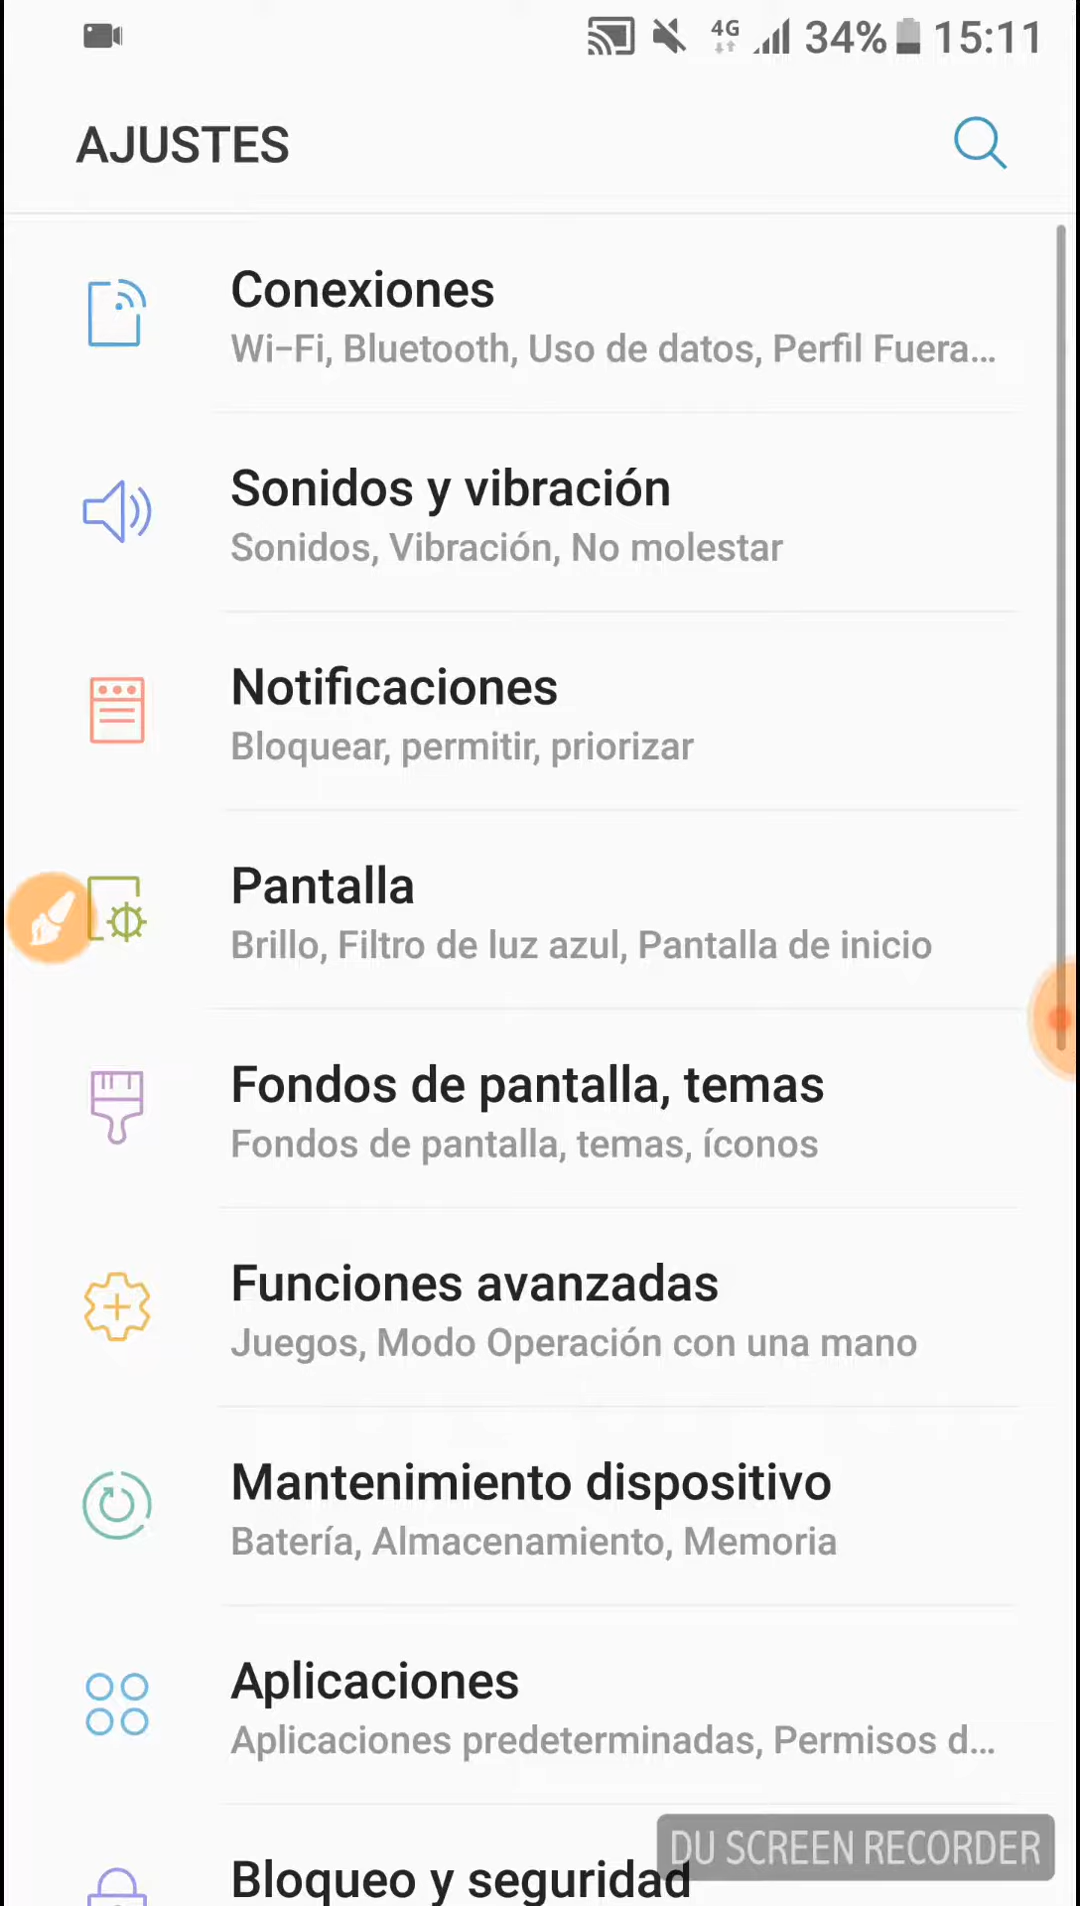 4G 34% 15:11
AJUSTES
Conexiones
Wi-Fi, Bluetooth, Uso de datos, Perfil Fuera...
Sonidos y vibración
Sonidos, Vibración, No molestar
Notificaciones
Bloquear, permitir, priorizar
Pantalla
Brillo, Filtro de luz azul, Pantalla de inicio
Fondos de pantalla, temas
Fondos de pantalla, temas, íconos
Funciones avanzadas
Juegos, Modo Operación con una mano
Mantenimiento dispositivo
Batería, Almacenamiento, Memoria
Aplicaciones
Aplicaciones predeterminadas, Permisos d...
DU SCREEN RECORDER
Bloqueo y seguridad